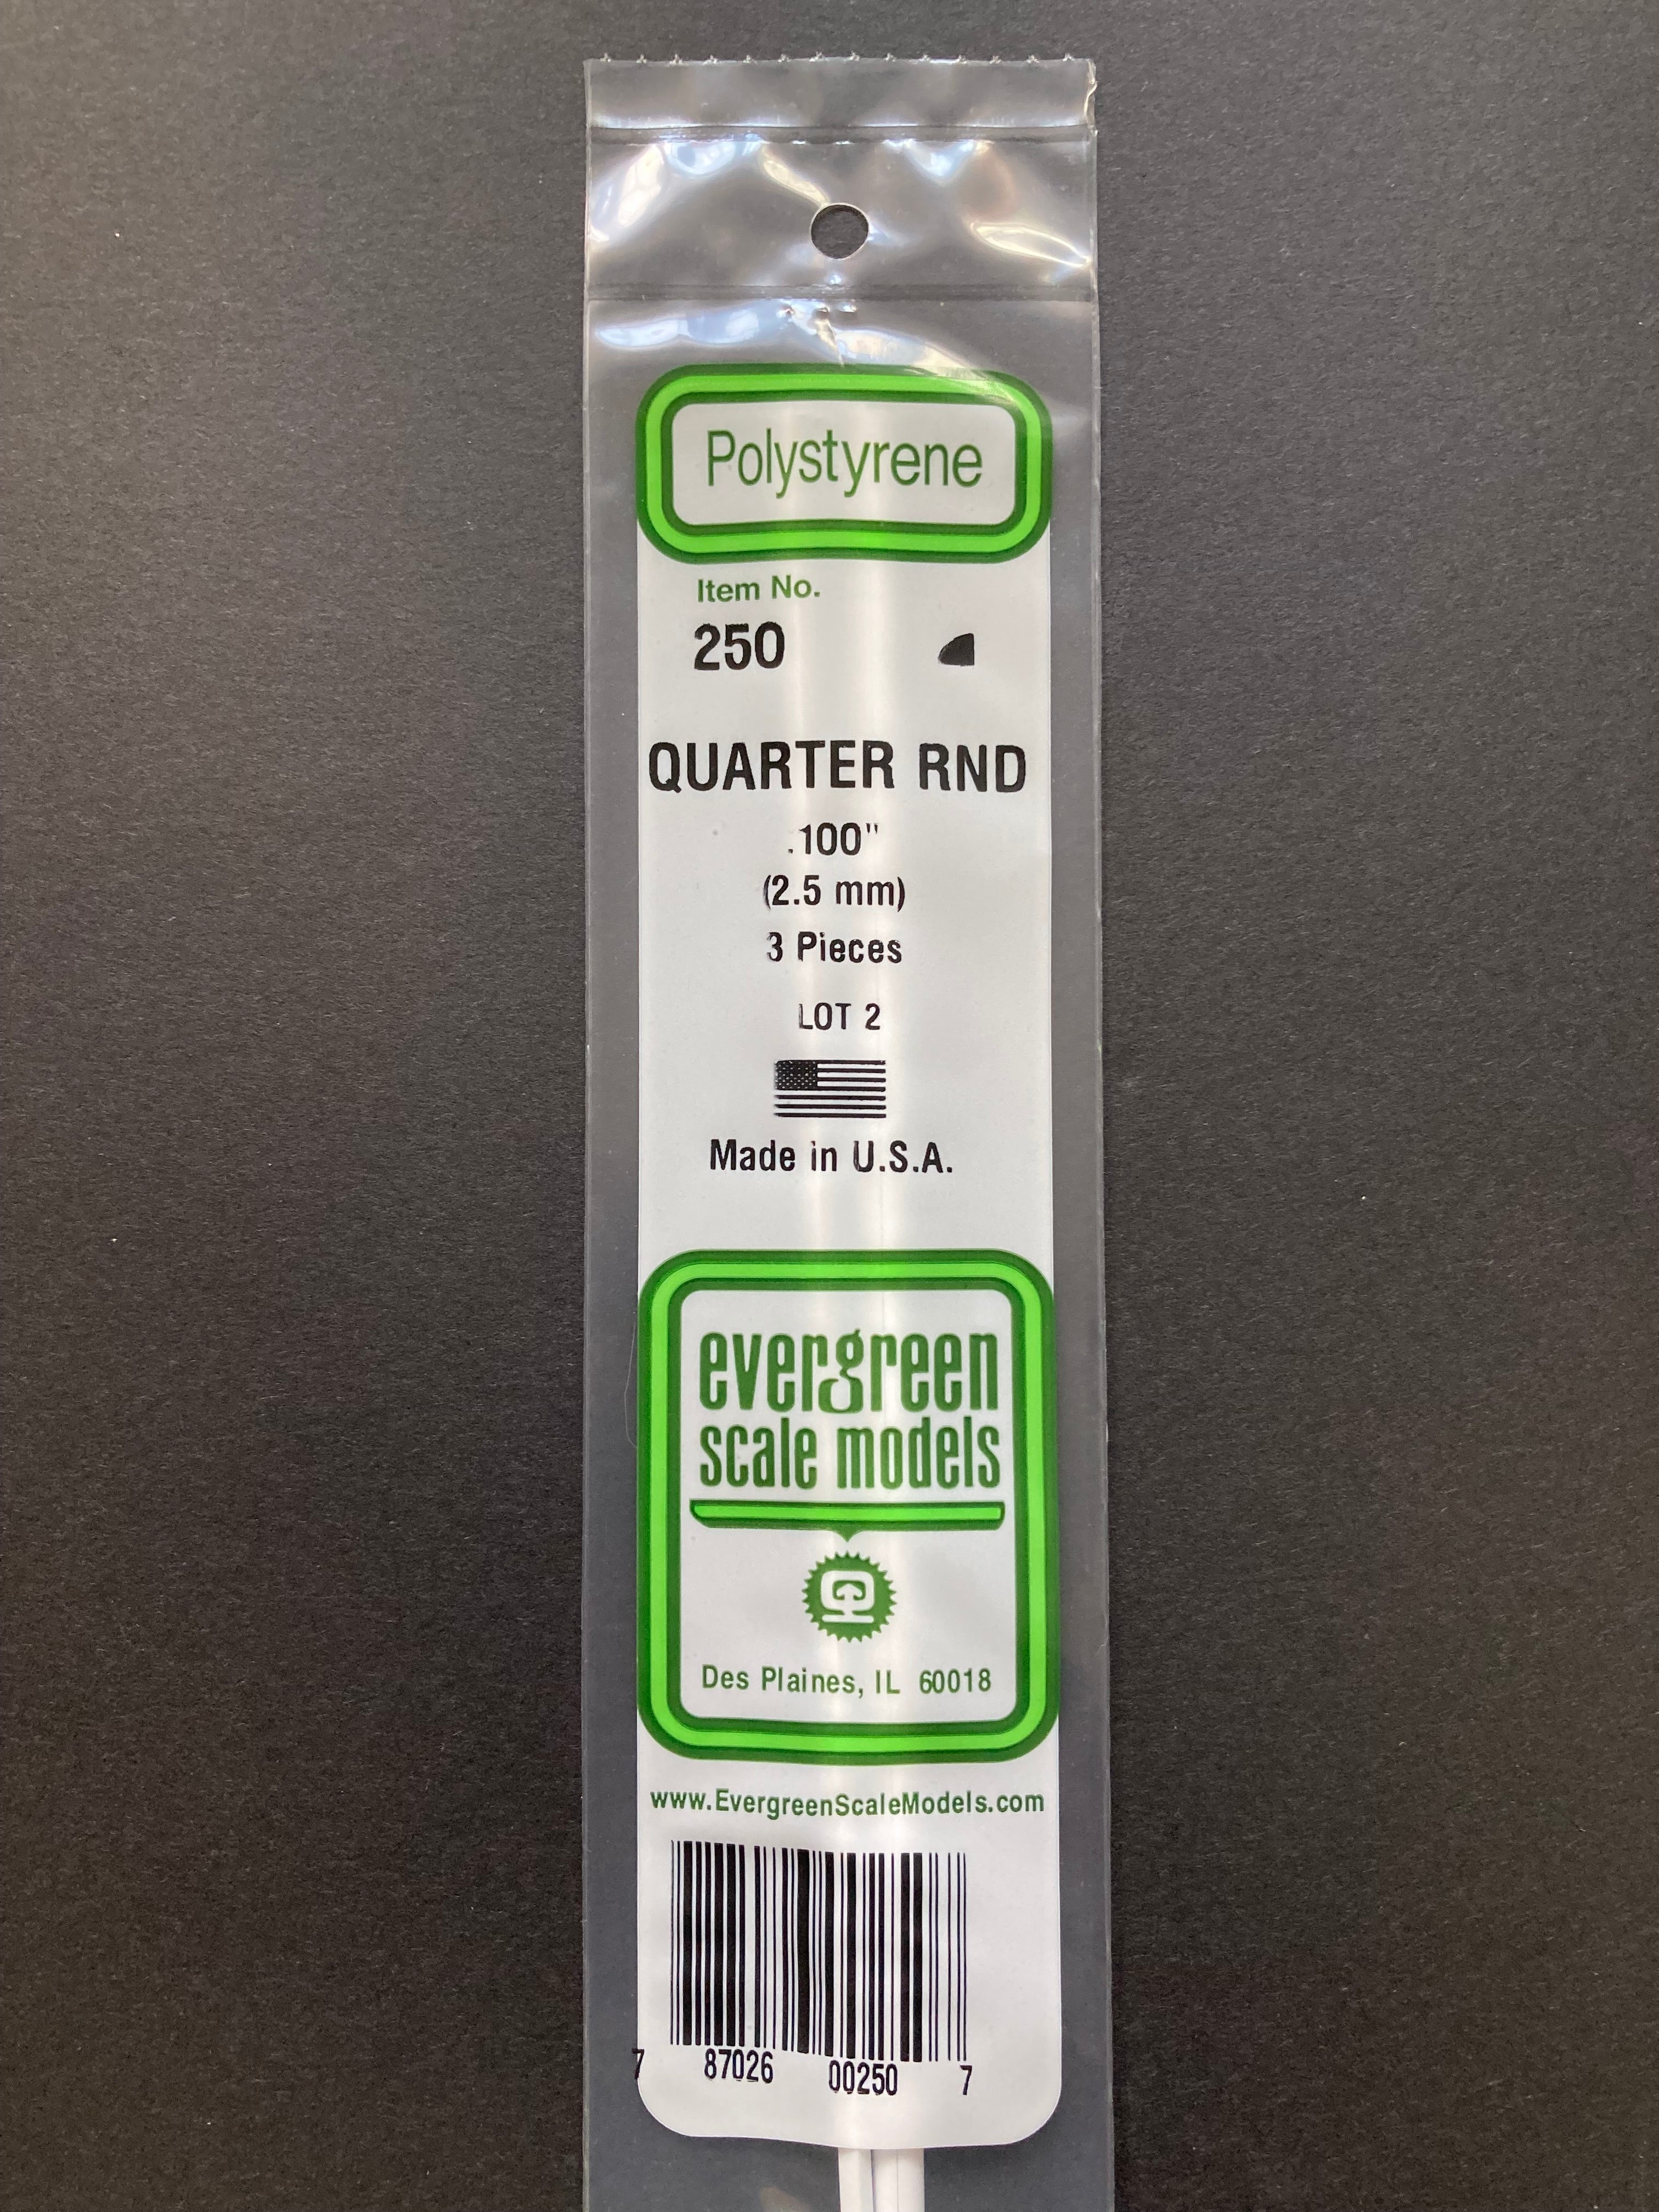 Polystyrene
Item No.
250
QUARTER RND
.100"
(2.5 mm)
3 Pieces
LOT 2
Made in U.S.A.
evergreen
scale models
Des Plaines, IL 60018
www.EvergreenScaleModels.com
7 87026 00250 7